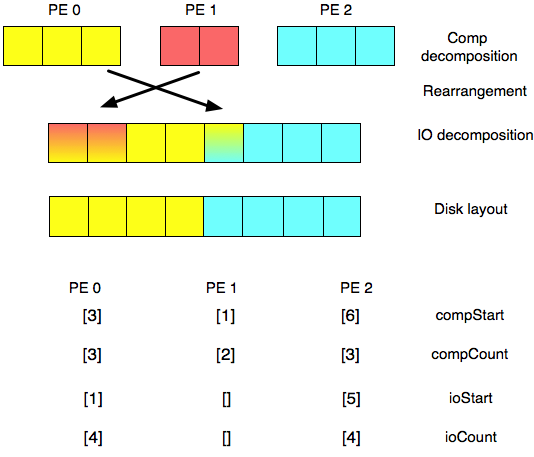 PE 0 PE 1 PE 2
Comp
decomposition
Rearrangement
IO decomposition
Disk layout
PE 0 PE 1 PE 2
[3] [1] [6] compStart
[3] [2] [3] compCount
[1] [] [5] ioStart
[4] [] [4] ioCount